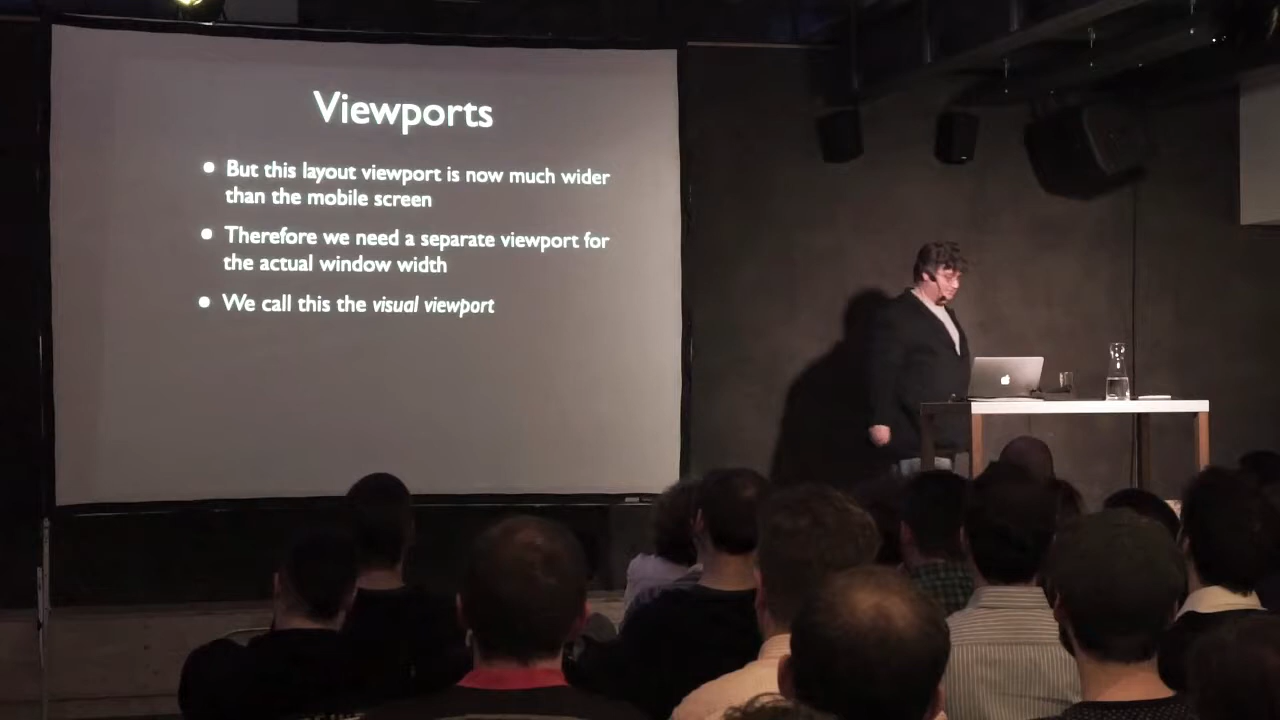 Viewports
• But this layout viewport is now much wider
than the mobile screen
• Therefore we need a separate viewport for
the actual window width
• We call this the visual viewport